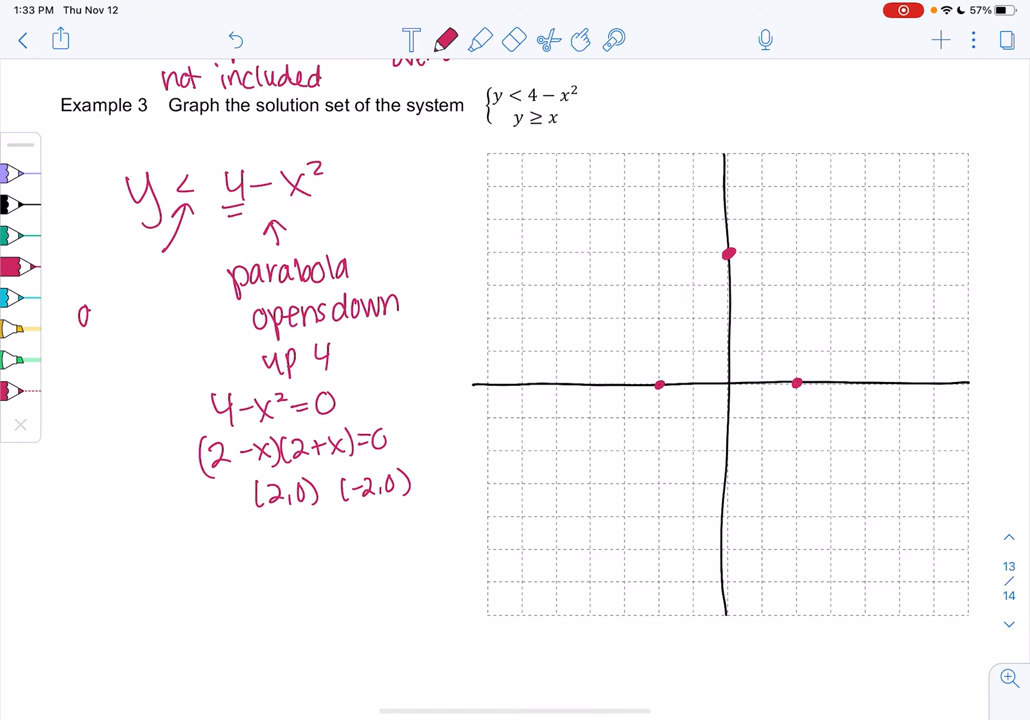 1:33 PM Thu Nov 12
57%
T
not included
Example 3 Graph the solution set of the system
y < 4 − x²
y ≥ x
y < 4 − x²
parabola
opens down
up 4
0
4 − x² = 0
(2 − x)(2 + x) = 0
(2,0) (−2,0)
13
/
14